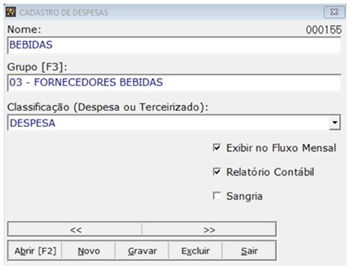 CADASTRO DE DESPESAS
Nome: 000155
BEBIDAS
Grupo [F3]:
03 - FORNECEDORES BEBIDAS
Classificação (Despesa ou Terceirizado):
DESPESA
Exibir no Fluxo Mensal
Relatório Contábil
Sangria
<< >>
Abrir [F2] Novo Gravar Excluir Sair